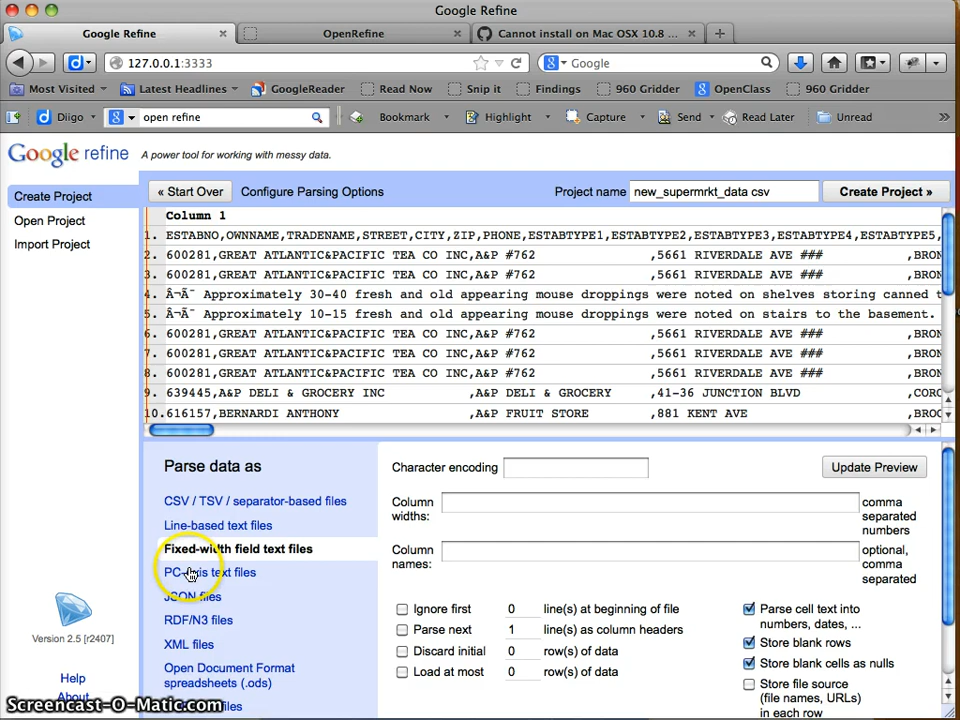 Google Refine
Google Refine
OpenRefine
Cannot install on Mac OSX 10.8 ...
127.0.0.1:3333
Google
Most Visited
Latest Headlines
GoogleReader
Read Now
Snip it
Findings
960 Gridder
OpenClass
960 Gridder
Diigo
open refine
Bookmark
Highlight
Capture
Send
Read Later
Unread
Google refine A power tool for working with messy data.
Create Project
Open Project
Import Project
« Start Over
Configure Parsing Options
Project name new_supermrkt_data csv
Create Project »
Column 1
1. ESTABNO,OWNNAME,TRADENAME,STREET,CITY,ZIP,PHONE,ESTABTYPE1,ESTABTYPE2,ESTABTYPE3,ESTABTYPE4,ESTABTYPE5,
2. 600281,GREAT ATLANTIC&PACIFIC TEA CO INC,A&P #762 ,5661 RIVERDALE AVE ### ,BRON
3. 600281,GREAT ATLANTIC&PACIFIC TEA CO INC,A&P #762 ,5661 RIVERDALE AVE ### ,BRON
4. Â¬Ã¯ Approximately 30-40 fresh and old appearing mouse droppings were noted on shelves storing canned t
5. Â¬Ã¯ Approximately 10-15 fresh and old appearing mouse droppings were noted on stairs to the basement.
6. 600281,GREAT ATLANTIC&PACIFIC TEA CO INC,A&P #762 ,5661 RIVERDALE AVE ### ,BRON
7. 600281,GREAT ATLANTIC&PACIFIC TEA CO INC,A&P #762 ,5661 RIVERDALE AVE ### ,BRON
8. 600281,GREAT ATLANTIC&PACIFIC TEA CO INC,A&P #762 ,5661 RIVERDALE AVE ### ,BRON
9. 639445,A&P DELI & GROCERY INC ,A&P DELI & GROCERY ,41-36 JUNCTION BLVD ,CORO
10. 616157,BERNARDI ANTHONY ,A&P FRUIT STORE ,881 KENT AVE ,BROO
Parse data as
CSV / TSV / separator-based files
Line-based text files
Fixed-width field text files
PC-Axis text files
JSON files
RDF/N3 files
XML files
Open Document Format
spreadsheets (.ods)
files
Character encoding
Update Preview
Column
widths:
comma
separated
numbers
Column
names:
optional,
comma
separated
Ignore first 0 line(s) at beginning of file
Parse next 1 line(s) as column headers
Discard initial 0 row(s) of data
Load at most 0 row(s) of data
Parse cell text into
numbers, dates, ...
Store blank rows
Store blank cells as nulls
Store file source
(file names, URLs)
in each row
Version 2.5 [r2407]
Help
About
Screencast-O-Matic.com